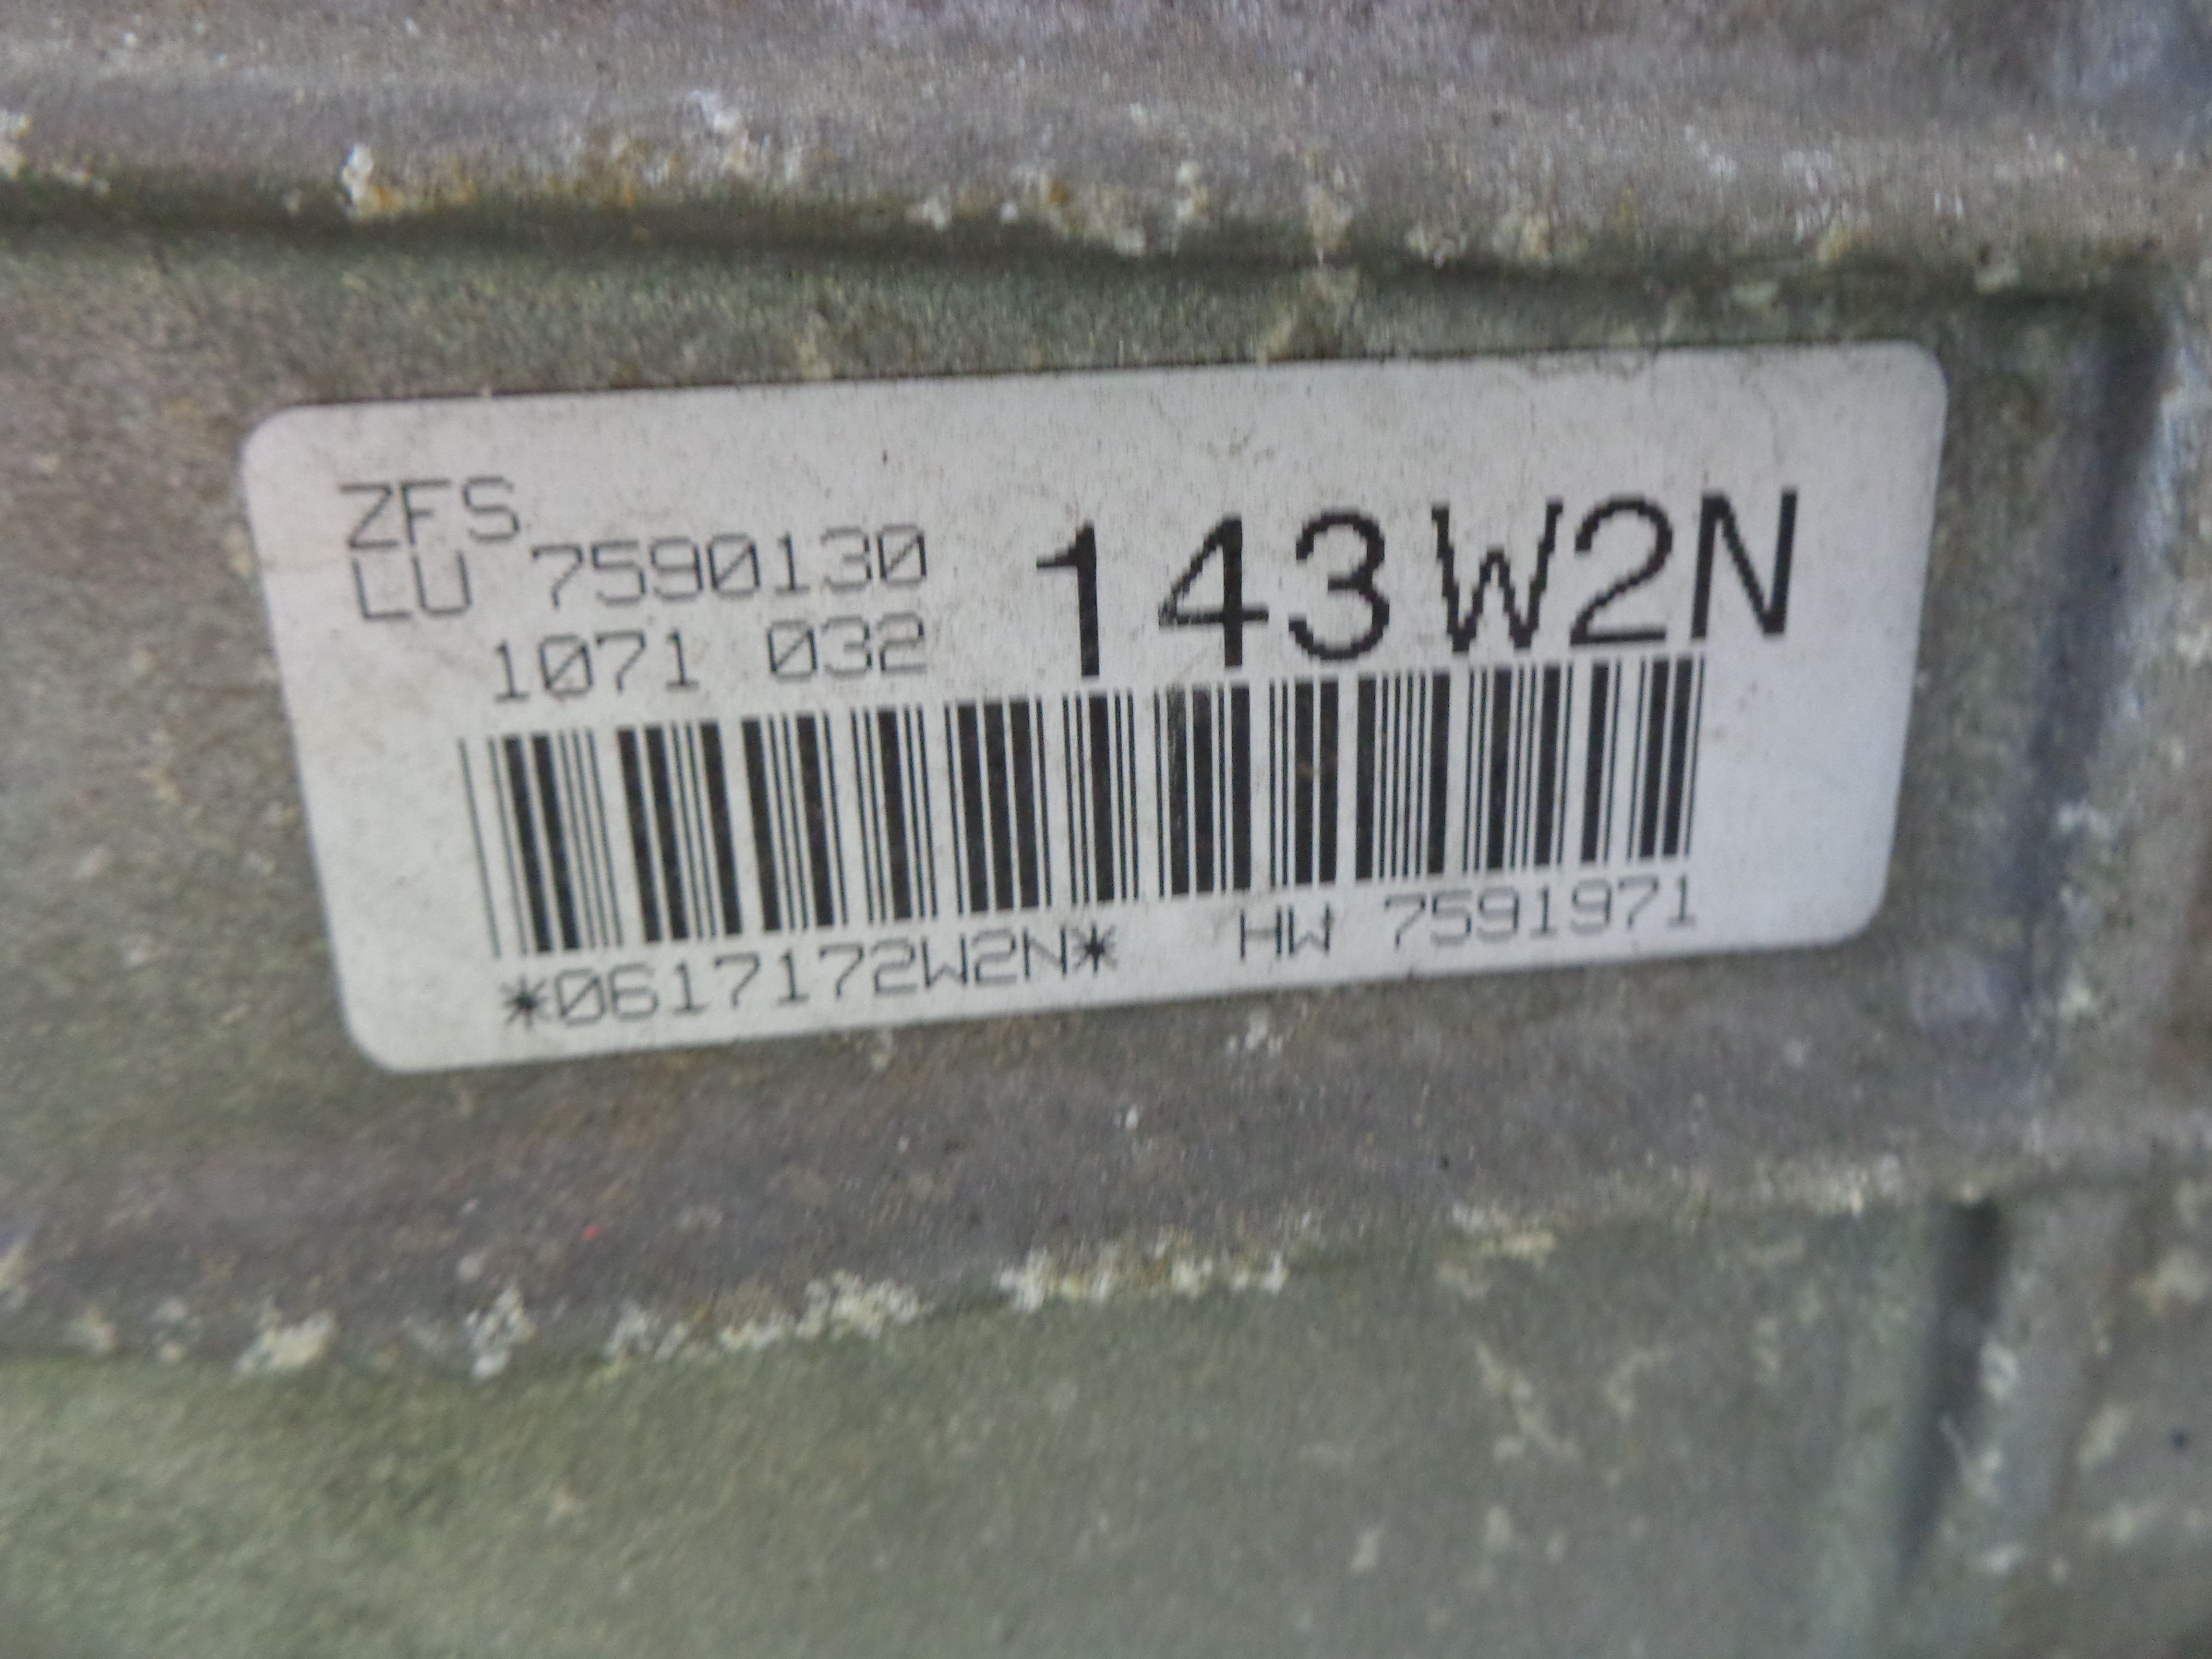 ZFS
LU 7590130 143W2N
1071 032
*0617172W2N* HW 7591971